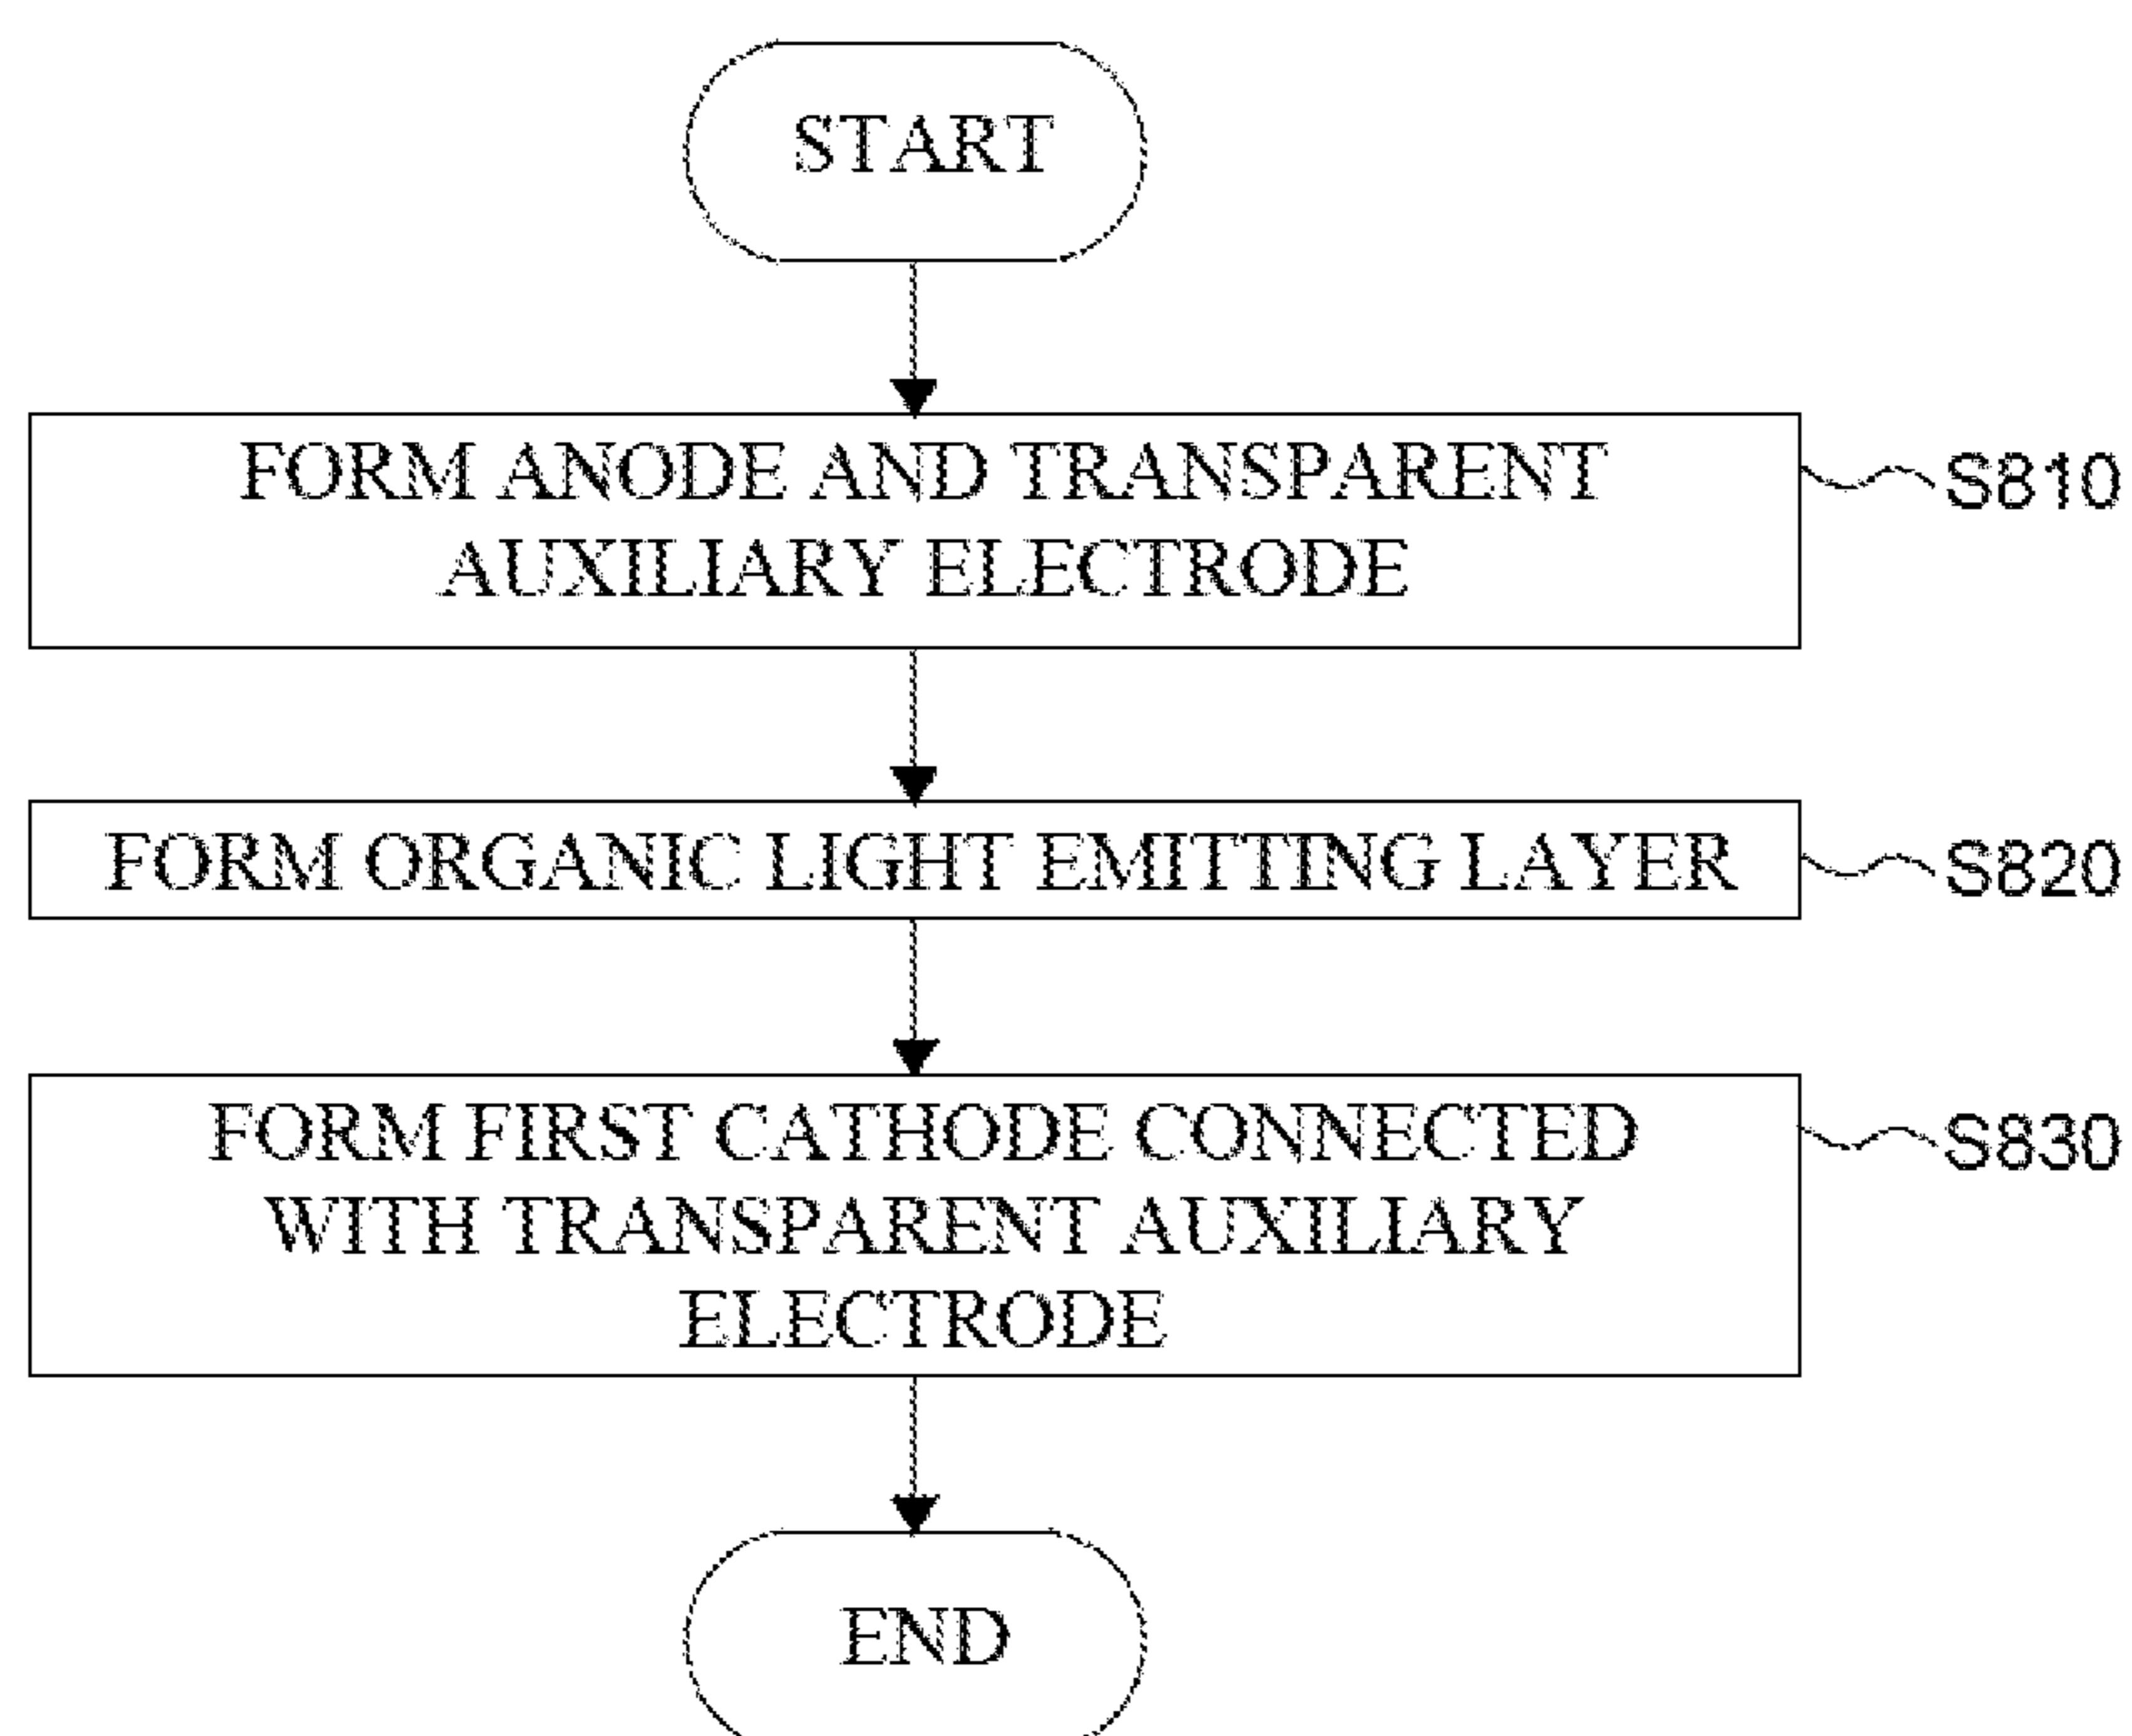 START
FORM ANODE AND TRANSPARENT
AUXILIARY ELECTRODE
S810
FORM ORGANIC LIGHT EMITTING LAYER
S820
FORM FIRST CATHODE CONNECTED
WITH TRANSPARENT AUXILIARY
ELECTRODE
S830
END